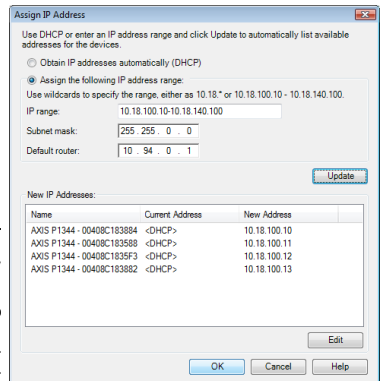 Assign IP Address
Use DHCP or enter an IP address range and click Update to automatically list available
addresses for the devices.
Obtain IP addresses automatically (DHCP)
Assign the following IP address range:
Use wildcards to specify the range, either as 10.18.* or 10.18.100.10 - 10.18.140.100.
IP range: 10.18.100.10-10.18.140.100
Subnet mask: 255 . 255 . 0 . 0
Default router: 10 . 94 . 0 . 1
Update
New IP Addresses:
Name Current Address New Address
AXIS P1344 - 00408C183884 <DHCP> 10.18.100.10
AXIS P1344 - 00408C183588 <DHCP> 10.18.100.11
AXIS P1344 - 00408C1835F3 <DHCP> 10.18.100.12
AXIS P1344 - 00408C183882 <DHCP> 10.18.100.13
Edit
OK Cancel Help